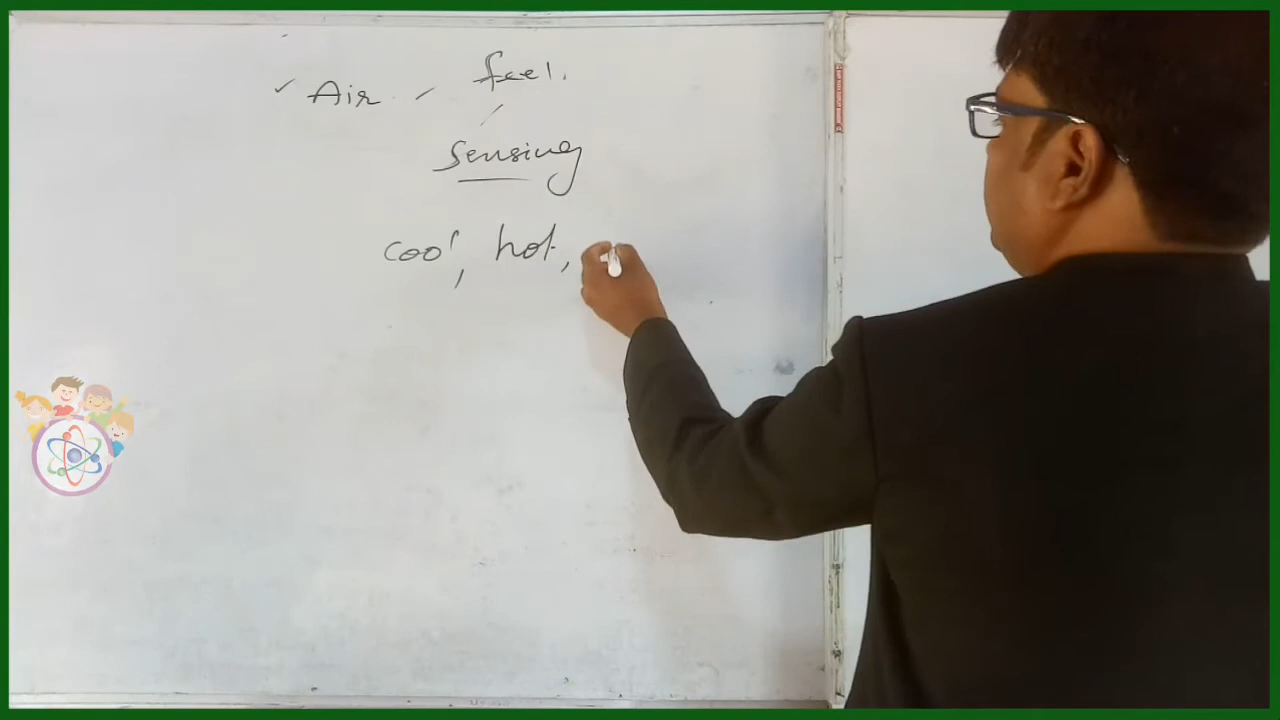 ✓ Air - feel.
sensing
cool, hot,